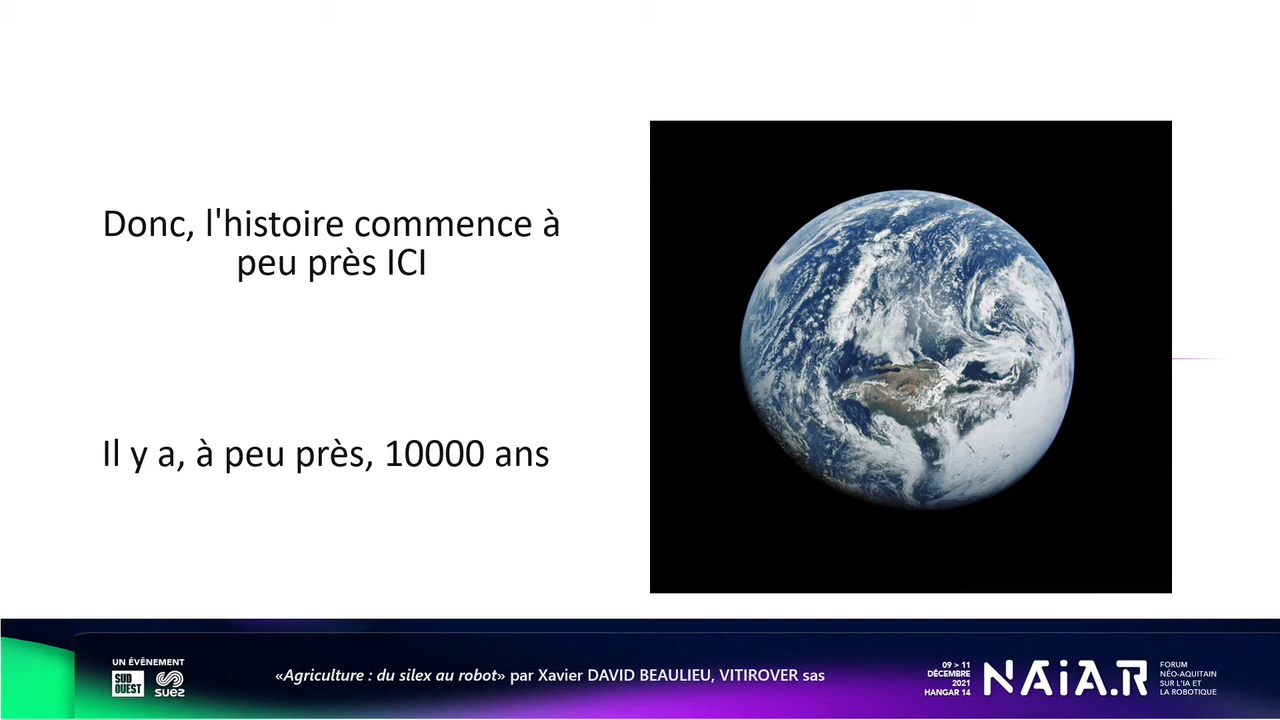 Donc, l'histoire commence à
peu près ICI
Il y a, à peu près, 10000 ans
UN ÉVÉNEMENT
SUD
OUEST
suez
«Agriculture : du silex au robot» par Xavier DAVID BEAULIEU, VITIROVER sas
09 > 11
DÉCEMBRE
2021
HANGAR 14
NAiA.R
FORUM
NÉO-AQUITAIN
SUR L'IA ET
LA ROBOTIQUE